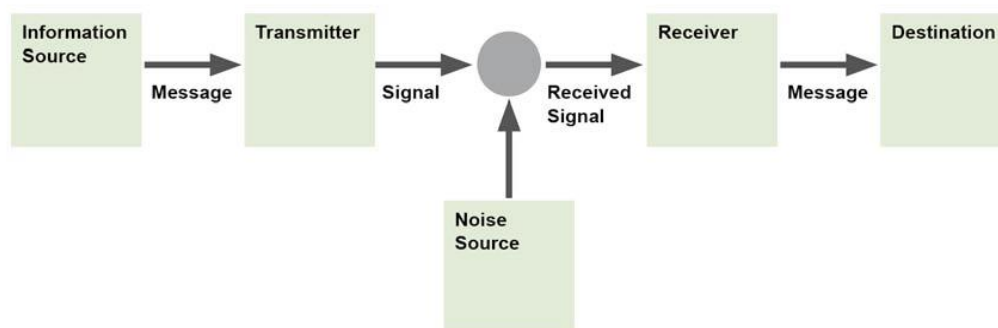 Information
Source
Message
Transmitter
Signal
Received
Signal
Receiver
Message
Destination
Noise
Source